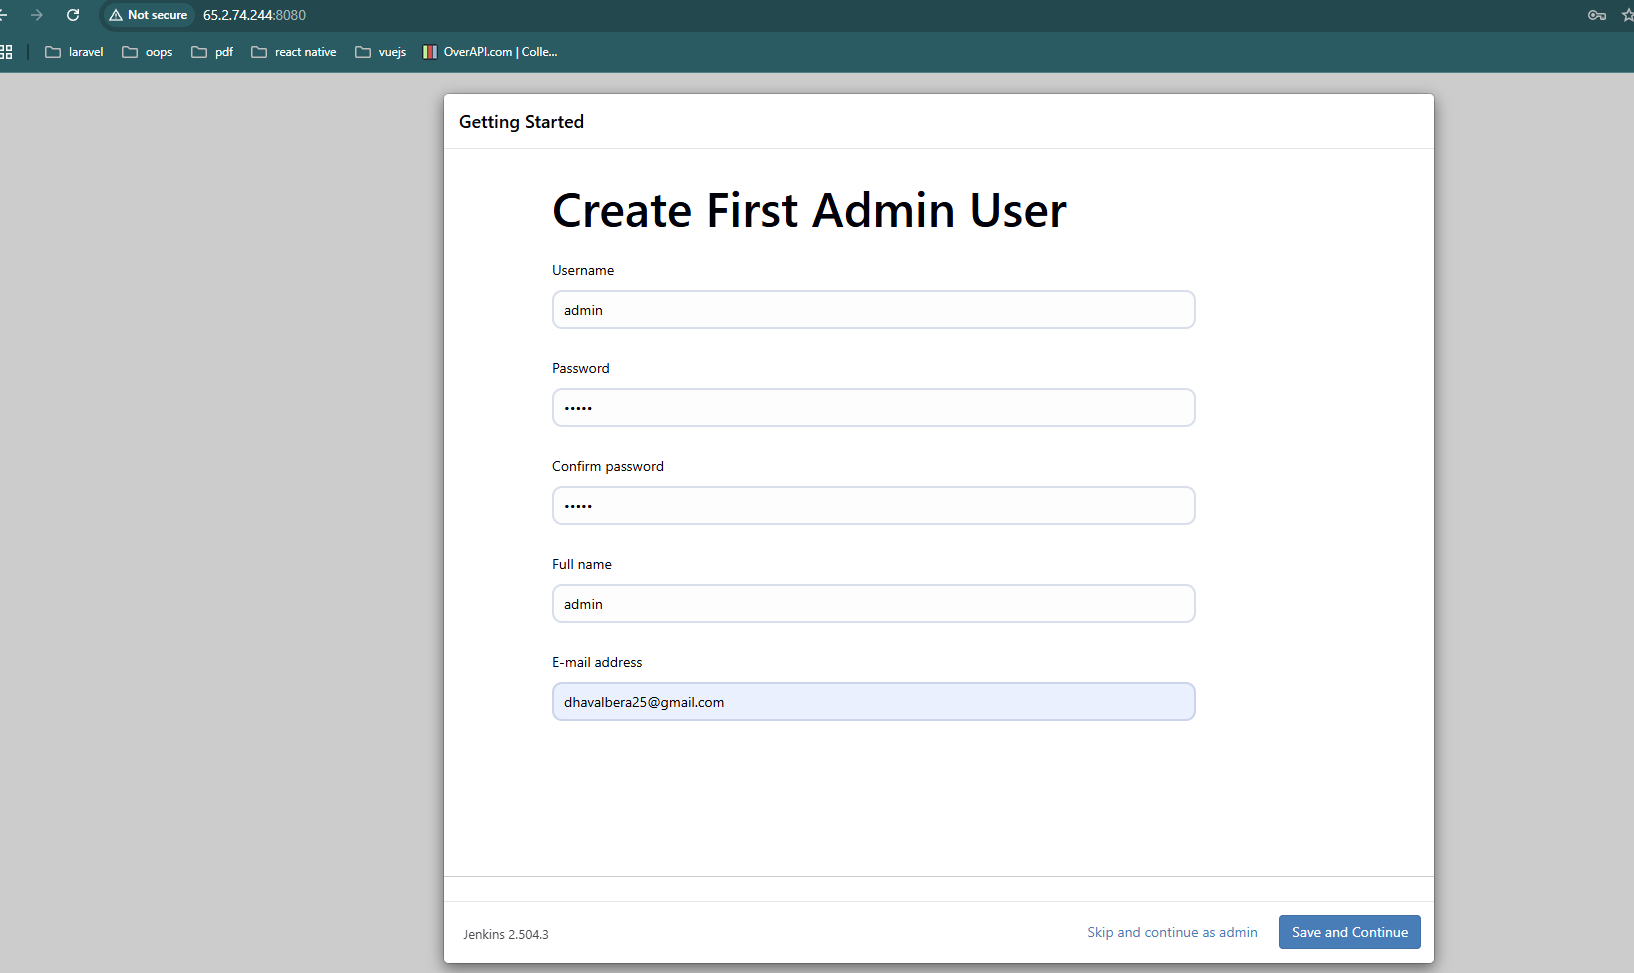 Not secure 65.2.74.244:8080
laravel oops pdf react native vuejs OverAPI.com | Colle...
Getting Started
Create First Admin User
Username
admin
Password
•••••
Confirm password
•••••
Full name
admin
E-mail address
dhavalbera25@gmail.com
Jenkins 2.504.3
Skip and continue as admin
Save and Continue